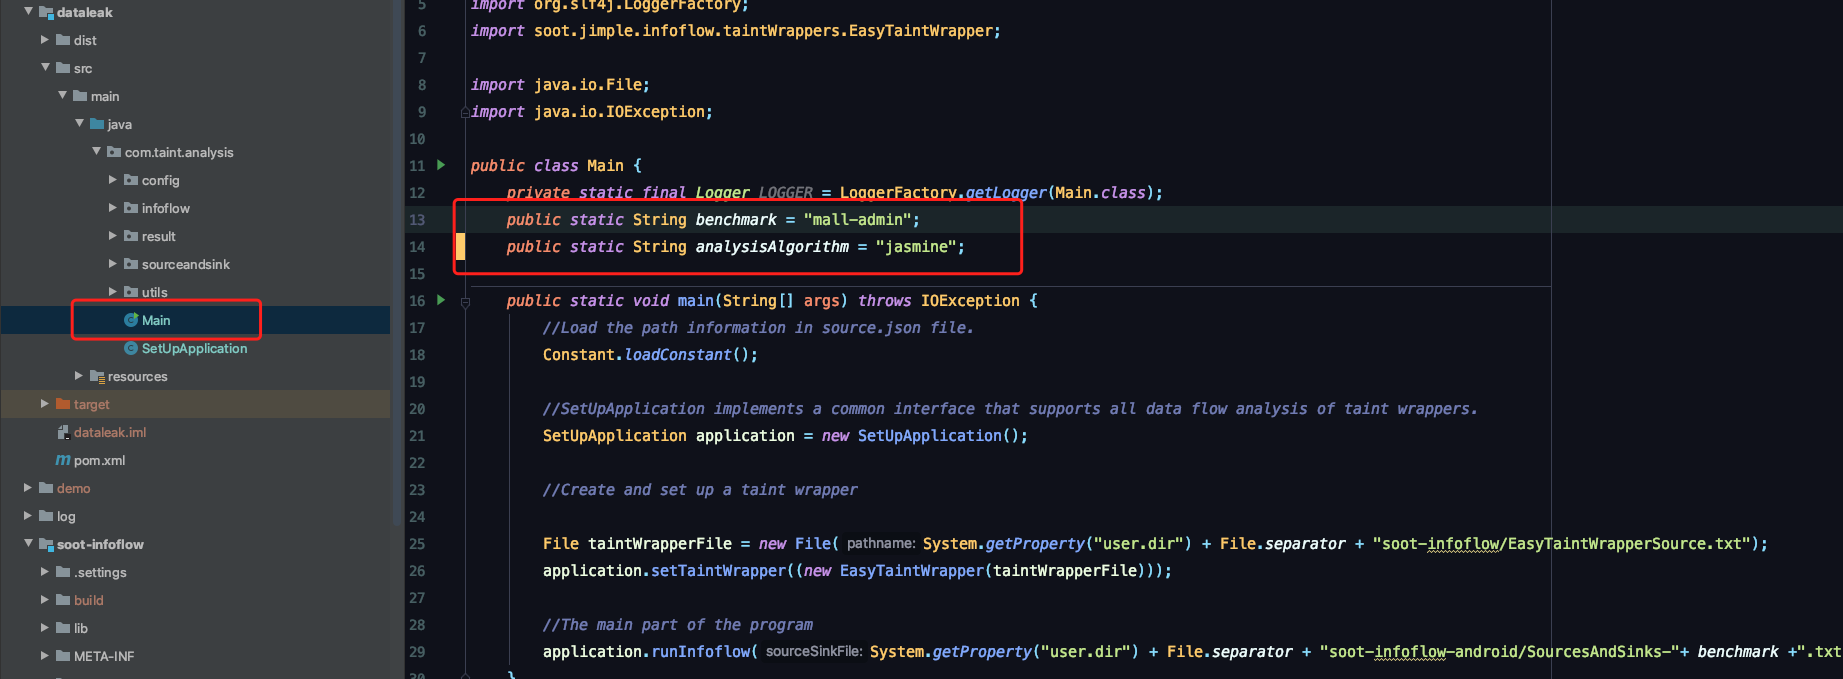 dataleak
dist
src
main
java
com.taint.analysis
config
infoflow
result
sourceandsink
utils
Main
SetUpApplication
resources
target
dataleak.iml
pom.xml
demo
log
soot-infoflow
.settings
build
lib
META-INF
5 import org.slf4j.LoggerFactory;
6 import soot.jimple.infoflow.taintWrappers.EasyTaintWrapper;
7
8 import java.io.File;
9 import java.io.IOException;
10
11 public class Main {
12 private static final Logger LOGGER = LoggerFactory.getLogger(Main.class);
13 public static String benchmark = "mall-admin";
14 public static String analysisAlgorithm = "jasmine";
15
16 public static void main(String[] args) throws IOException {
17 //Load the path information in source.json file.
18 Constant.loadConstant();
19
20 //SetUpApplication implements a common interface that supports all data flow analysis of taint wrappers.
21 SetUpApplication application = new SetUpApplication();
22
23 //Create and set up a taint wrapper
24
25 File taintWrapperFile = new File( pathname: System.getProperty("user.dir") + File.separator + "soot-infoflow/EasyTaintWrapperSource.txt");
26 application.setTaintWrapper((new EasyTaintWrapper(taintWrapperFile)));
27
28 //The main part of the program
29 application.runInfoflow( sourceSinkFile: System.getProperty("user.dir") + File.separator + "soot-infoflow-android/SourcesAndSinks-"+ benchmark +".txt
30 }